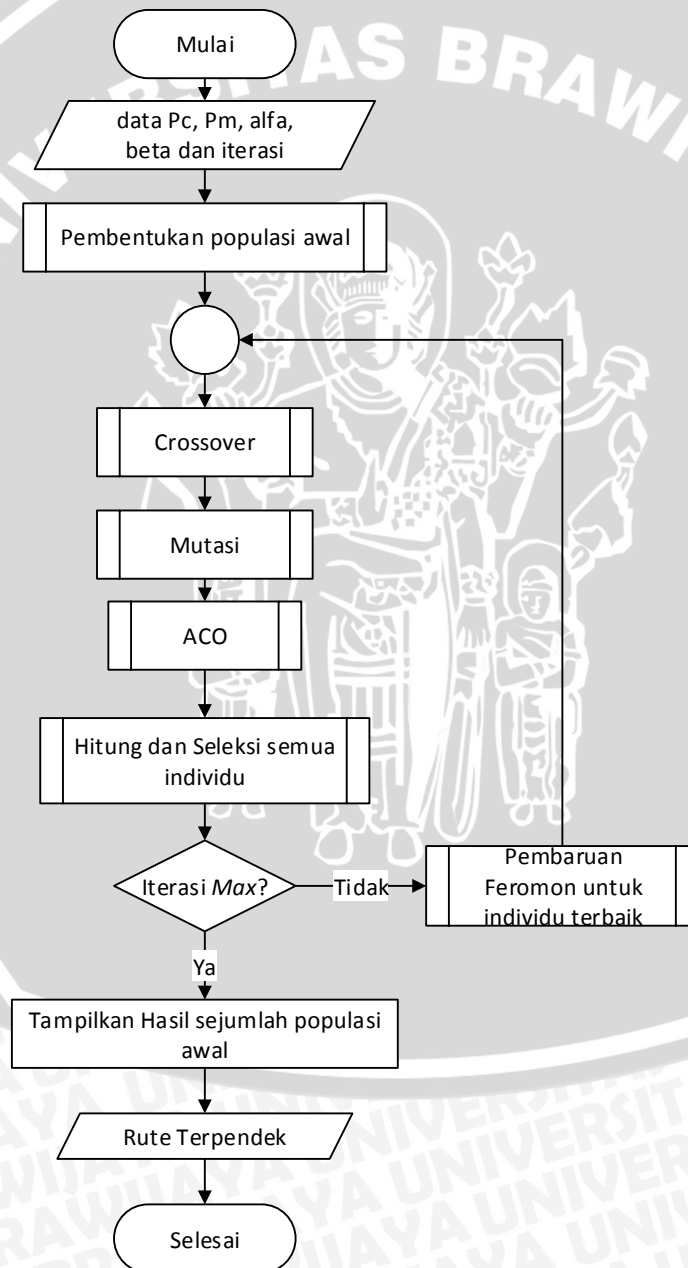 Mulai
data Pc, Pm, alfa,
beta dan iterasi
Pembentukan populasi awal
Crossover
Mutasi
ACO
Hitung dan Seleksi semua
individu
Iterasi Max?
Tidak
Pembaruan
Feromon untuk
individu terbaik
Ya
Tampilkan Hasil sejumlah populasi
awal
Rute Terpendek
Selesai